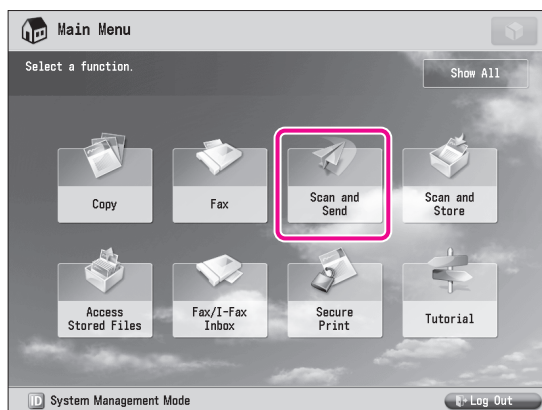 Main Menu
Select a function.
Show All
Copy
Fax
Scan and
Send
Scan and
Store
Access
Stored Files
Fax/I-Fax
Inbox
Secure
Print
Tutorial
ID System Management Mode
Log Out